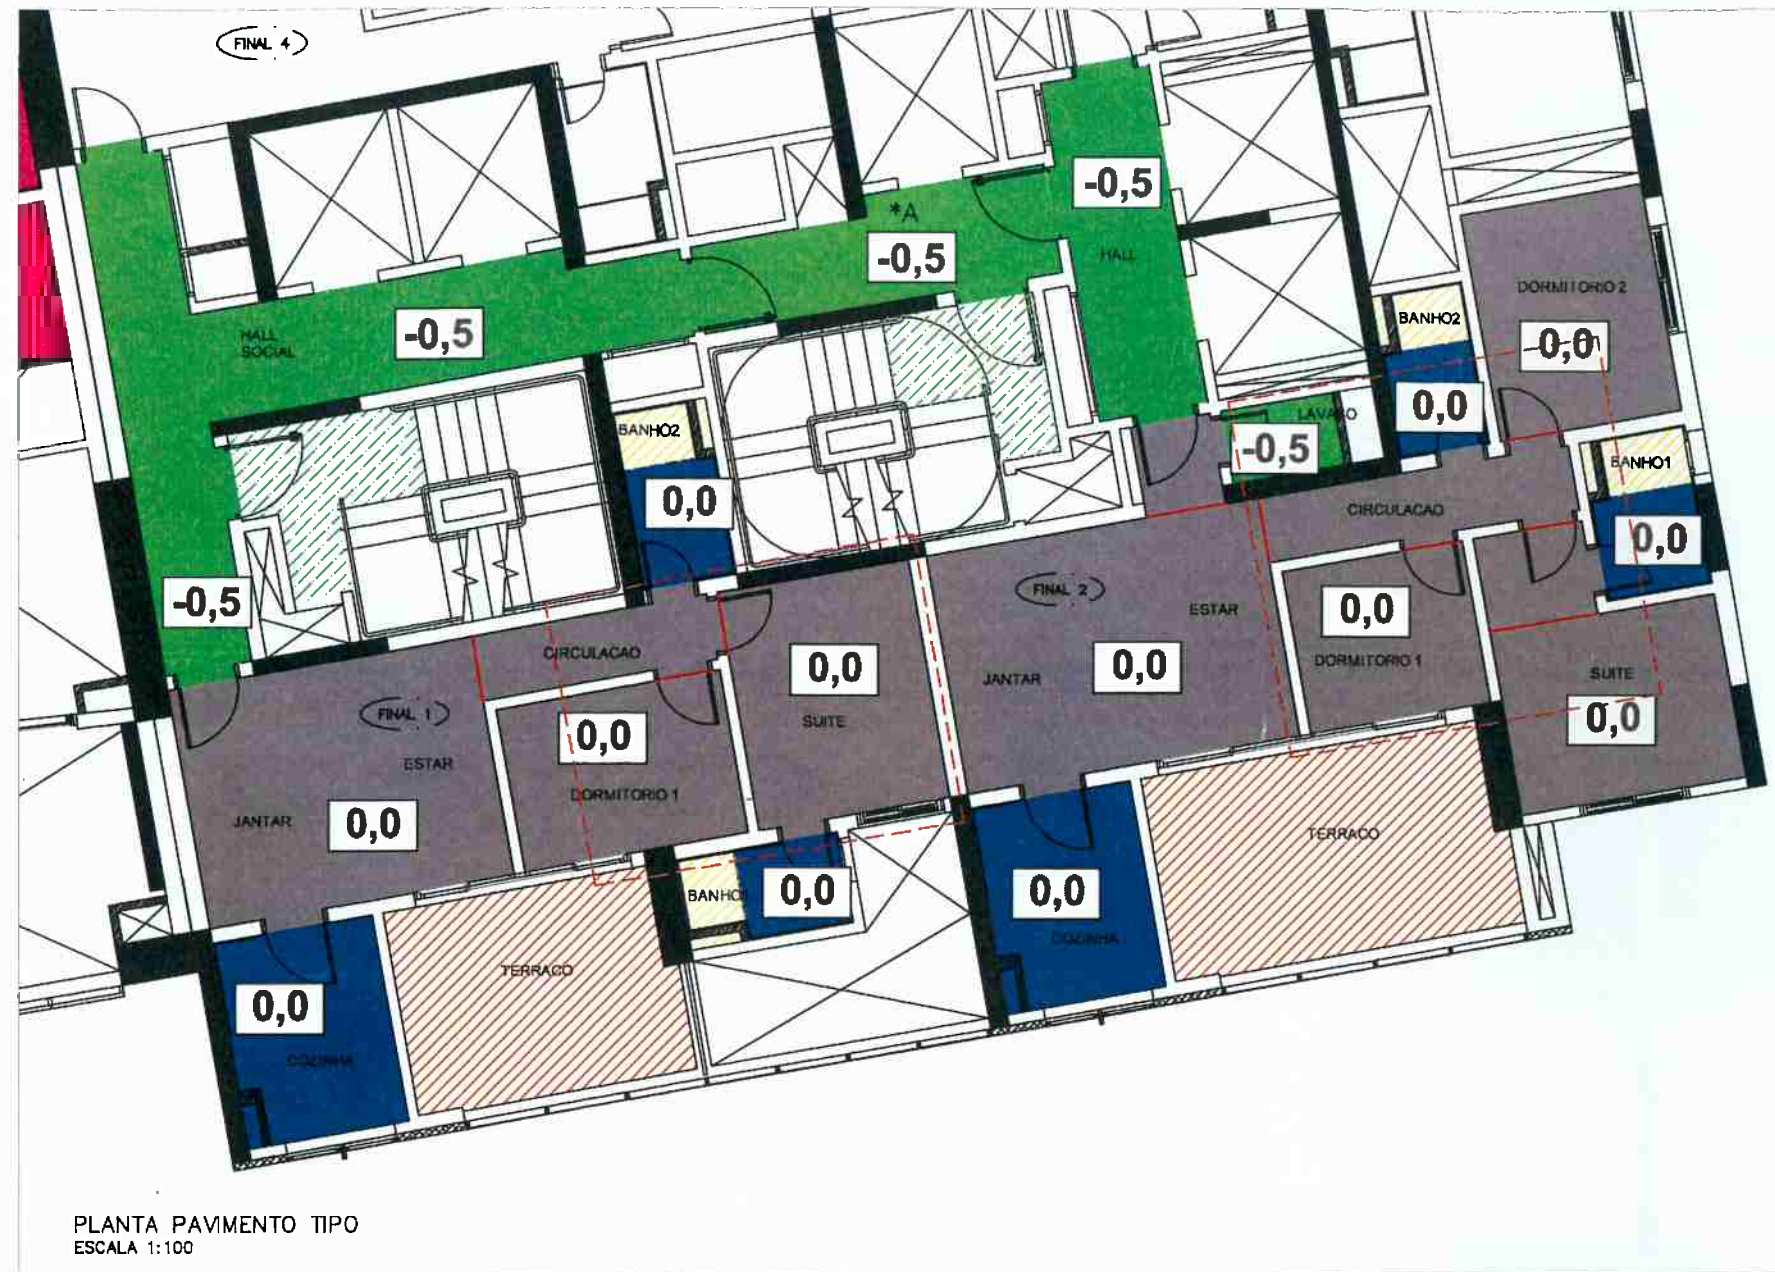 FINAL 4
-0,5
*A
-0,5
HALL
DORMITORIO 2
HALL
SOCIAL
-0,5
BANHO2
0,0
0,0
LAVABO
BANHO2
-0,5
BANHO1
0,0
CIRCULACAO
0,0
-0,5
FINAL 2
ESTAR
0,0
CIRCULACAO
0,0
0,0
DORMITORIO 1
JANTAR
SUITE
FINAL 1
SUITE
0,0
0,0
ESTAR
DORMITORIO 1
JANTAR
0,0
TERRACO
BANHO
0,0
0,0
COZINHA
TERRACO
0,0
COZINHA
PLANTA PAVIMENTO TIPO
ESCALA 1:100